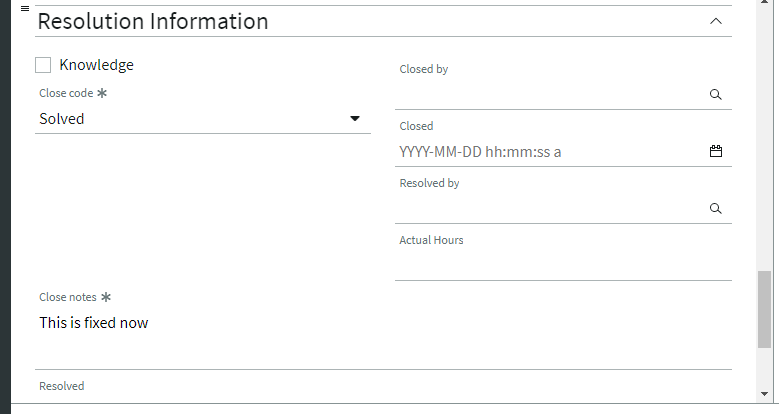 Resolution Information
Knowledge
Close code ✱
Solved
Closed by
Closed
YYYY-MM-DD hh:mm:ss a
Resolved by
Actual Hours
Close notes ✱
This is fixed now
Resolved